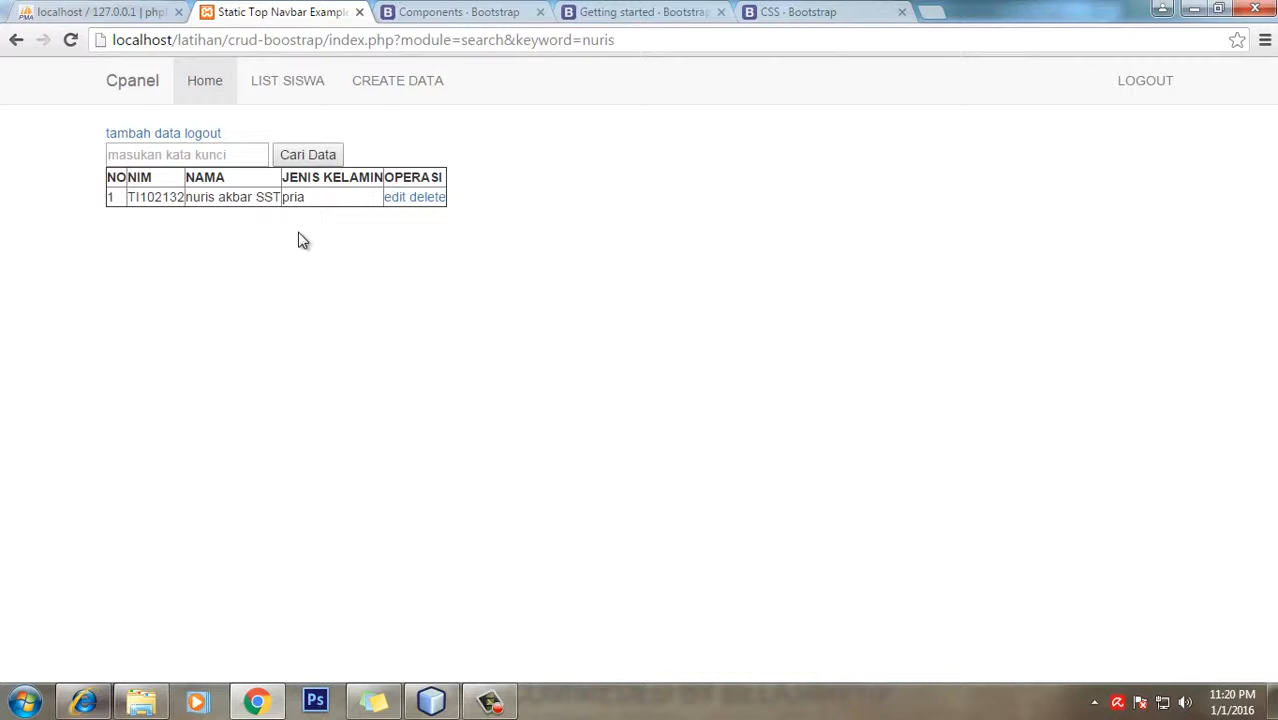 localhost / 127.0.0.1 | phpM
Static Top Navbar Example
Components · Bootstrap
Getting started · Bootstrap
CSS · Bootstrap
localhost/latihan/crud-boostrap/index.php?module=search&keyword=nuris
Cpanel Home LIST SISWA CREATE DATA LOGOUT
tambah data logout
masukan kata kunci Cari Data
NO NIM NAMA JENIS KELAMIN OPERASI
1 TI102132 nuris akbar SST pria edit delete
Ps
11:20 PM
1/1/2016